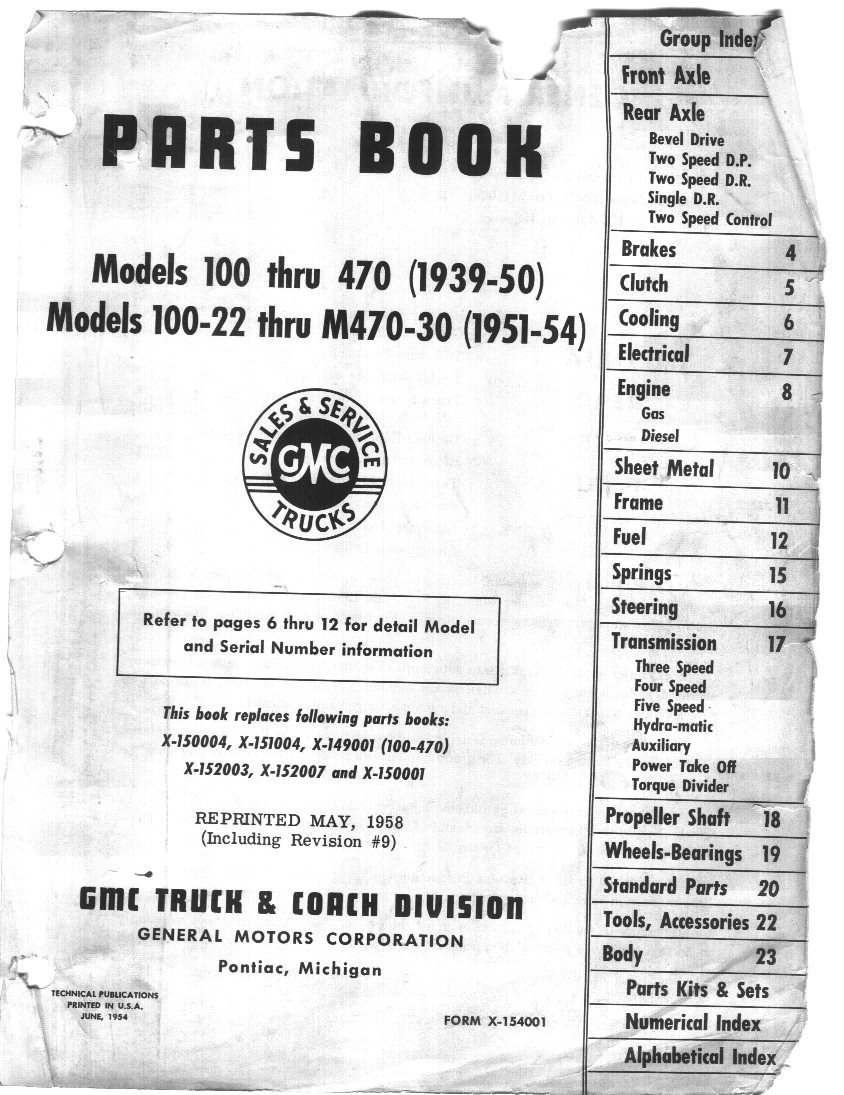 PARTS BOOK
Models 100 thru 470 (1939-50)
Models 100-22 thru M470-30 (1951-54)
SALES & SERVICE
GMC
TRUCKS
Refer to pages 6 thru 12 for detail Model
and Serial Number information
This book replaces following parts books:
X-150004, X-151004, X-149001 (100-470)
X-152003, X-152007 and X-150001
REPRINTED MAY, 1958
(Including Revision #9)
GMC TRUCK & COACH DIVISION
GENERAL MOTORS CORPORATION
Pontiac, Michigan
TECHNICAL PUBLICATIONS
PRINTED IN U.S.A.
JUNE, 1954
FORM X-154001
Group Index
Front Axle
Rear Axle
Bevel Drive
Two Speed D.P.
Two Speed D.R.
Single D.R.
Two Speed Control
Brakes 4
Clutch 5
Cooling 6
Electrical 7
Engine 8
Gas
Diesel
Sheet Metal 10
Frame 11
Fuel 12
Springs 15
Steering 16
Transmission 17
Three Speed
Four Speed
Five Speed
Hydra-matic
Auxiliary
Power Take Off
Torque Divider
Propeller Shaft 18
Wheels-Bearings 19
Standard Parts 20
Tools, Accessories 22
Body 23
Parts Kits & Sets
Numerical Index
Alphabetical Index